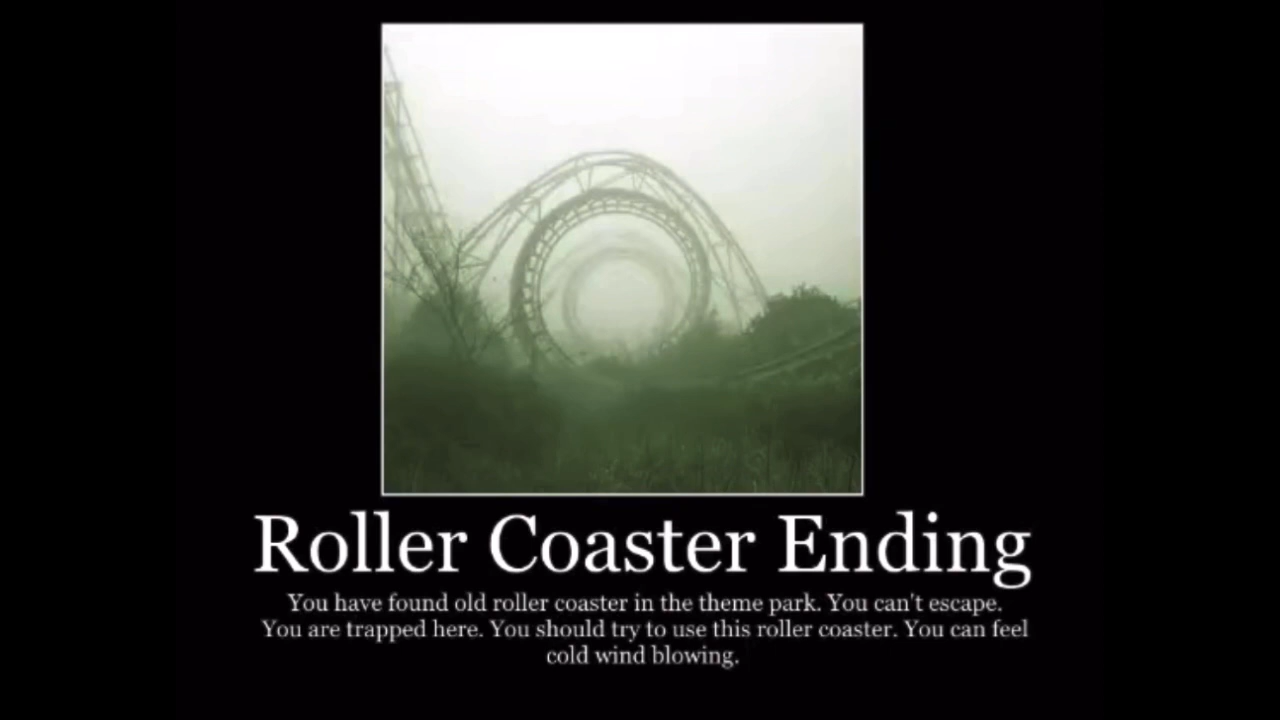 Roller Coaster Ending
You have found old roller coaster in the theme park. You can't escape.
You are trapped here. You should try to use this roller coaster. You can feel
cold wind blowing.